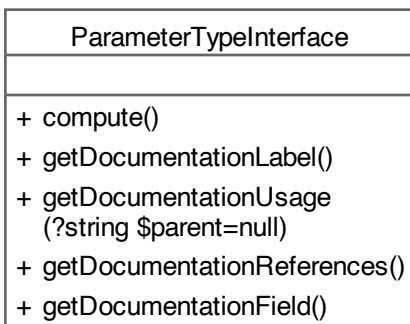 ParameterTypeInterface
+ compute()
+ getDocumentationLabel()
+ getDocumentationUsage
(?string $parent=null)
+ getDocumentationReferences()
+ getDocumentationField()